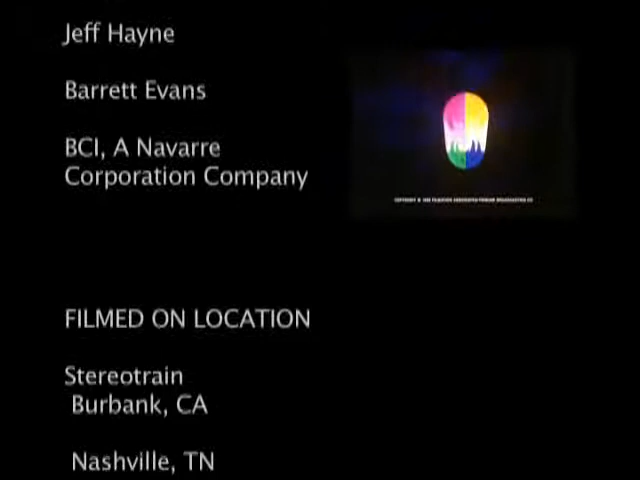 Jeff Hayne
Barrett Evans
BCI, A Navarre
Corporation Company
FILMED ON LOCATION
Stereotrain
Burbank, CA
Nashville, TN